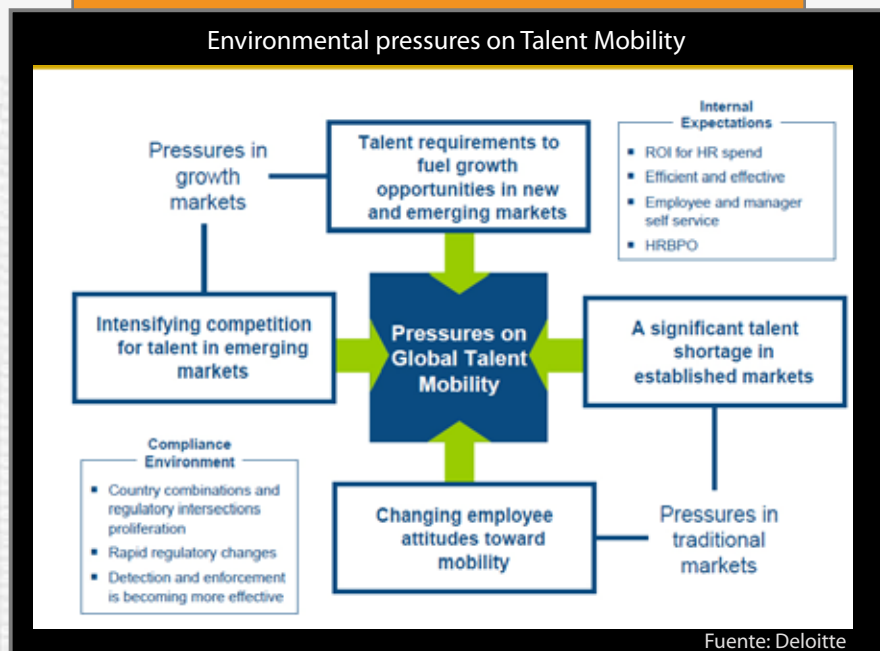 Environmental pressures on Talent Mobility
Pressures in
growth
markets
Talent requirements to
fuel growth
opportunities in new
and emerging markets
Internal
Expectations
▪ ROI for HR spend
▪ Efficient and effective
▪ Employee and manager
self service
▪ HRBPO
Intensifying competition
for talent in emerging
markets
Pressures on
Global Talent
Mobility
A significant talent
shortage in
established markets
Compliance
Environment
▪ Country combinations and
regulatory intersections
proliferation
▪ Rapid regulatory changes
▪ Detection and enforcement
is becoming more effective
Changing employee
attitudes toward
mobility
Pressures in
traditional
markets
Fuente: Deloitte